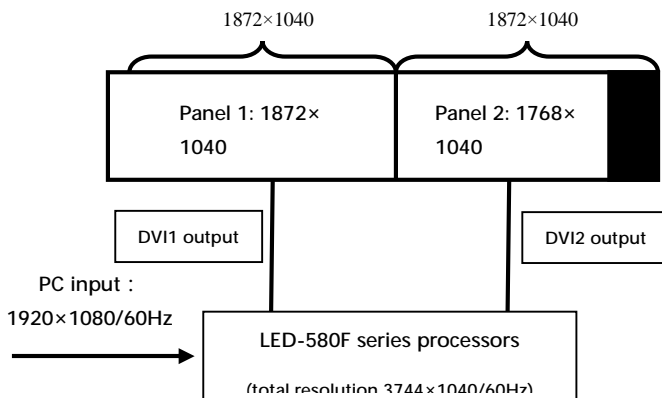 1872×1040 1872×1040
Panel 1: 1872×
1040
Panel 2: 1768×
1040
DVI1 output
DVI2 output
PC input :
1920×1080/60Hz
LED-580F series processors
(total resolution 3744×1040/60Hz)